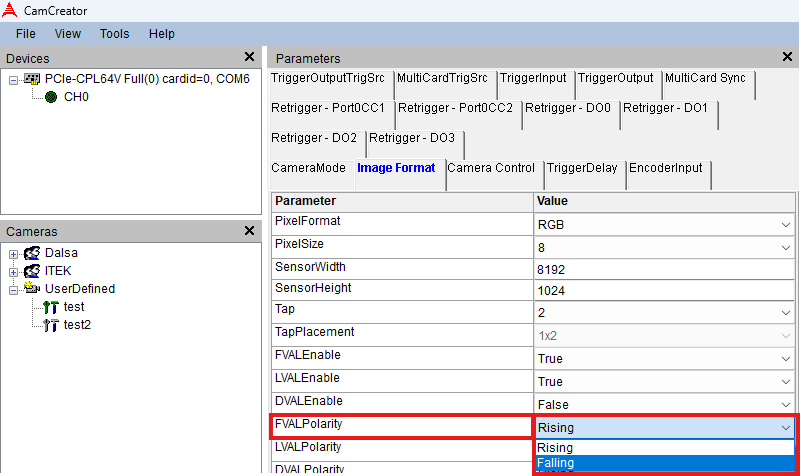 CamCreator
File View Tools Help
Devices
PCIe-CPL64V Full(0) cardid=0, COM6
CH0
Cameras
Dalsa
ITEK
UserDefined
test
test2
Parameters
TriggerOutputTrigSrc MultiCardTrigSrc TriggerInput TriggerOutput MultiCard Sync
Retrigger - Port0CC1 Retrigger - Port0CC2 Retrigger - DO0 Retrigger - DO1
Retrigger - DO2 Retrigger - DO3
CameraMode Image Format Camera Control TriggerDelay EncoderInput
Parameter Value
PixelFormat RGB
PixelSize 8
SensorWidth 8192
SensorHeight 1024
Tap 2
TapPlacement 1x2
FVALEnable True
LVALEnable True
DVALEnable False
FVALPolarity Rising
LVALPolarity Rising
DVALPolarity Falling